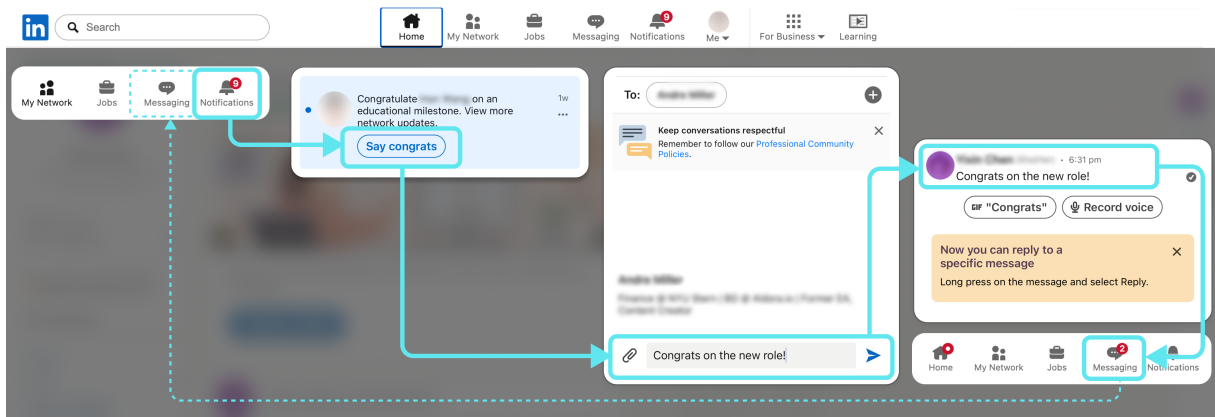 in
Search
Home
My Network
Jobs
Messaging
9
Notifications
Me
For Business
Learning
My Network
Jobs
Messaging
9
Notifications
Congratulate on an
educational milestone. View more
network updates.
1w
Say congrats
To:
Keep conversations respectful
Remember to follow our Professional Community
Policies.
Congrats on the new role!
• 6:31 pm
Congrats on the new role!
GIF "Congrats"
Record voice
Now you can reply to a
specific message
Long press on the message and select Reply.
Home
My Network
Jobs
2
Messaging
Notifications